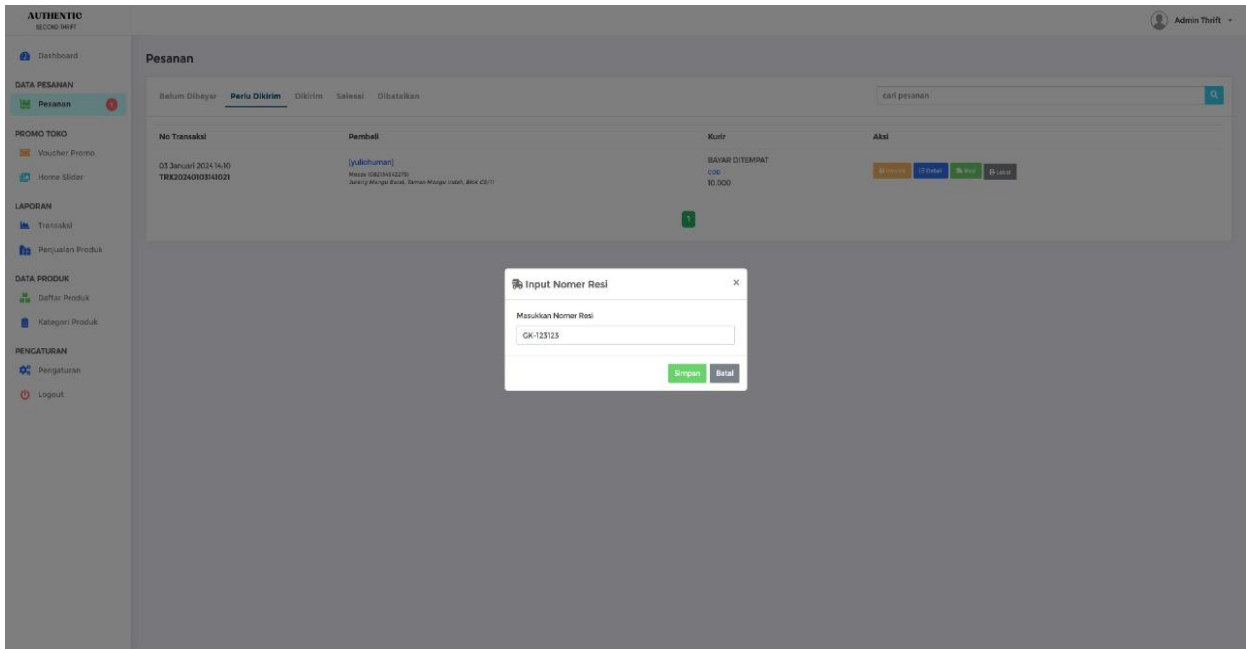 AUTHENTIC
SECOND THRIFT
Admin Thrift
Dashboard
DATA PESANAN
Pesanan
PROMO TOKO
Voucher Promo
Home Slider
LAPORAN
Transaksi
Penjualan Produk
DATA PRODUK
Daftar Produk
Kategori Produk
PENGATURAN
Pengaturan
Logout
Pesanan
Belum Dibayar Perlu Dikirim Dikirim Selesai Dibatalkan
cari pesanan
No Transaksi Pembeli Kurir Aksi
03 Januari 2024 14:10
TRX20240103141021
[yuliohuman]
BAYAR DITEMPAT
COD
10.000
Detail Resi
1
Input Nomer Resi
Masukkan Nomer Resi
GK-123123
Simpan Batal